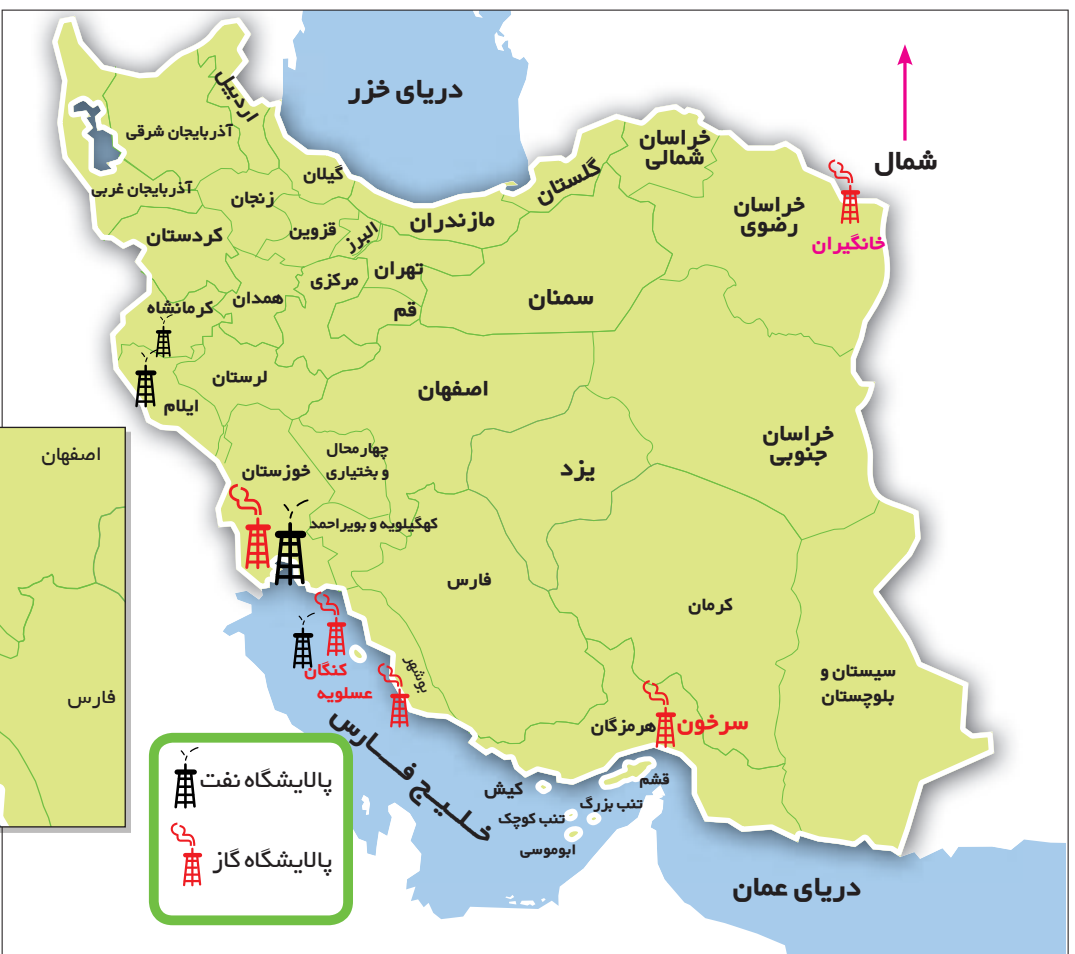 دریای خزر
شمال
اردبیل
آذربایجان شرقی
آذربایجان غربی
گیلان
زنجان
کردستان
قزوین
البرز
مازندران
گلستان
خراسان
شمالی
خراسان
رضوی
خانگیران
تهران
مرکزی
قم
همدان
کرمانشاه
سمنان
لرستان
ایلام
اصفهان
خراسان
جنوبی
یزد
چهارمحال
و بختیاری
خوزستان
کهگیلویه و بویراحمد
فارس
کرمان
سیستان و
بلوچستان
بوشهر
کنگان
عسلویه
هرمزگان
سرخون
خلیج فارس
کیش
قشم
تنب بزرگ
تنب کوچک
ابوموسی
دریای عمان
اصفهان
فارس
پالایشگاه نفت
پالایشگاه گاز